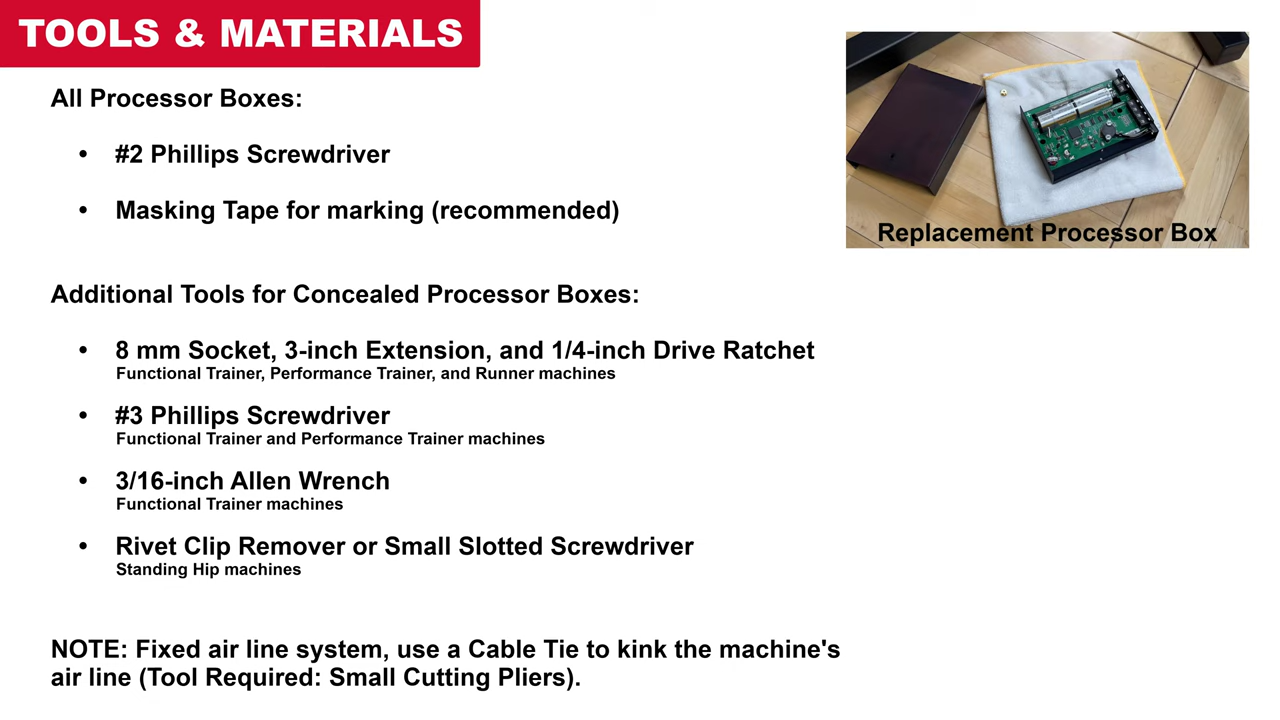 TOOLS & MATERIALS
All Processor Boxes:
• #2 Phillips Screwdriver
• Masking Tape for marking (recommended)
Replacement Processor Box
Additional Tools for Concealed Processor Boxes:
• 8 mm Socket, 3-inch Extension, and 1/4-inch Drive Ratchet
Functional Trainer, Performance Trainer, and Runner machines
• #3 Phillips Screwdriver
Functional Trainer and Performance Trainer machines
• 3/16-inch Allen Wrench
Functional Trainer machines
• Rivet Clip Remover or Small Slotted Screwdriver
Standing Hip machines
NOTE: Fixed air line system, use a Cable Tie to kink the machine's
air line (Tool Required: Small Cutting Pliers).